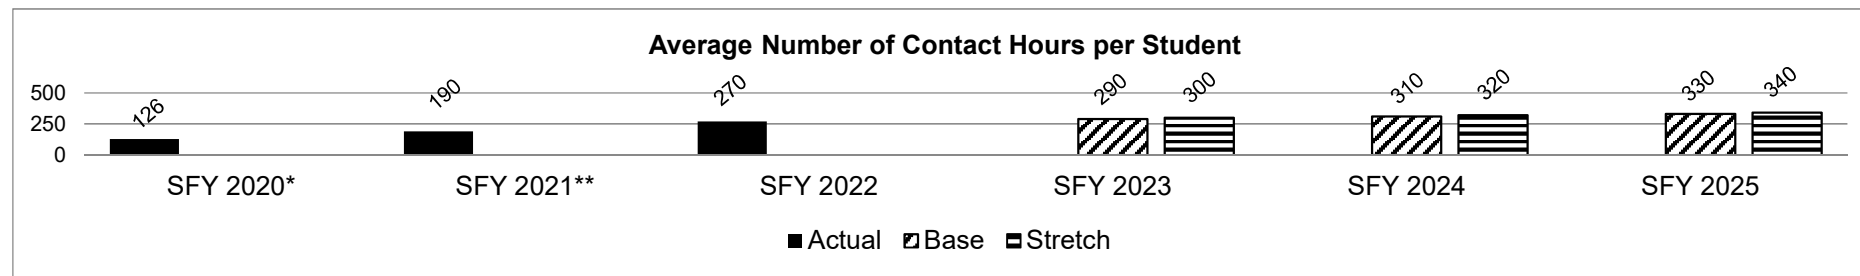 Average Number of Contact Hours per Student
500
250
0
126
190
270
290
300
310
320
330
340
SFY 2020*
SFY 2021**
SFY 2022
SFY 2023
SFY 2024
SFY 2025
Actual
Base
Stretch